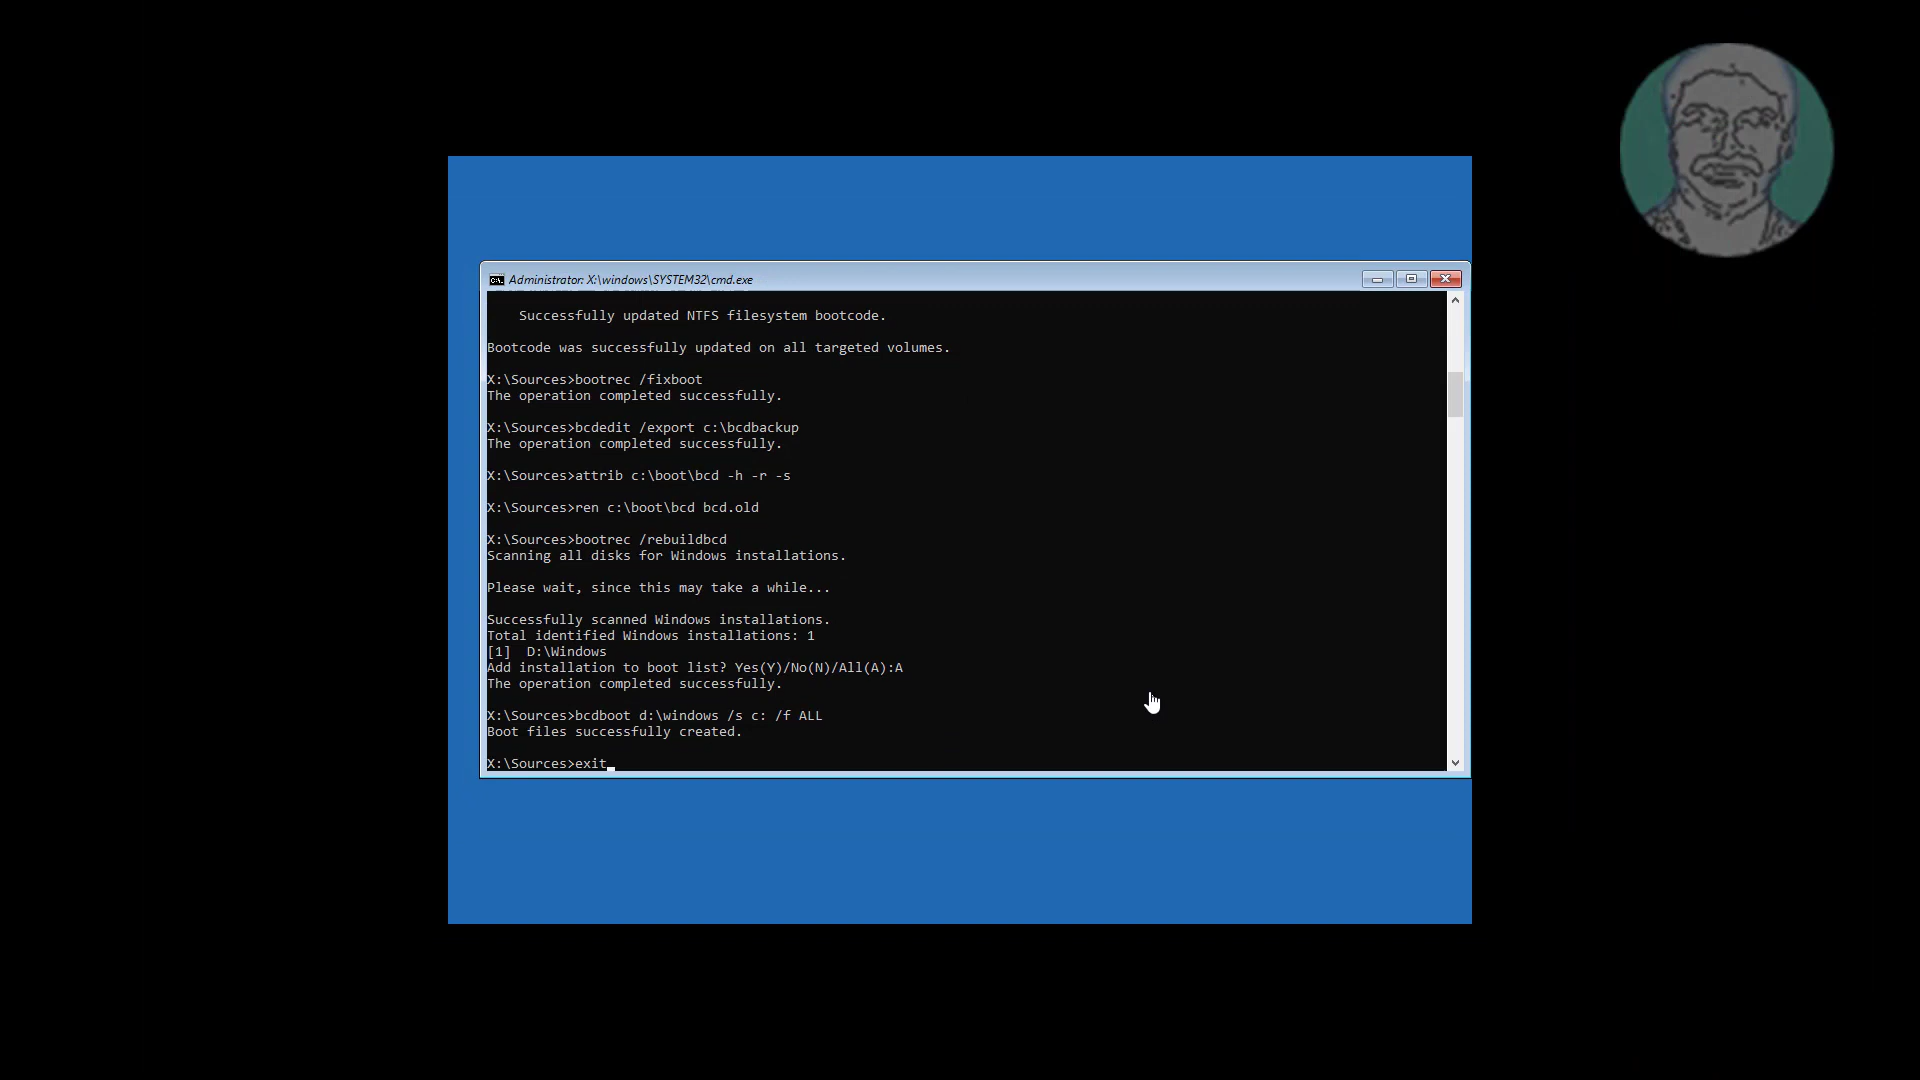 Administrator: X:\windows\SYSTEM32\cmd.exe
Successfully updated NTFS filesystem bootcode.
Bootcode was successfully updated on all targeted volumes.
X:\Sources>bootrec /fixboot
The operation completed successfully.
X:\Sources>bcdedit /export c:\bcdbackup
The operation completed successfully.
X:\Sources>attrib c:\boot\bcd -h -r -s
X:\Sources>ren c:\boot\bcd bcd.old
X:\Sources>bootrec /rebuildbcd
Scanning all disks for Windows installations.
Please wait, since this may take a while...
Successfully scanned Windows installations.
Total identified Windows installations: 1
[1]  D:\Windows
Add installation to boot list? Yes(Y)/No(N)/All(A):A
The operation completed successfully.
X:\Sources>bcdboot d:\windows /s c: /f ALL
Boot files successfully created.
X:\Sources>exit